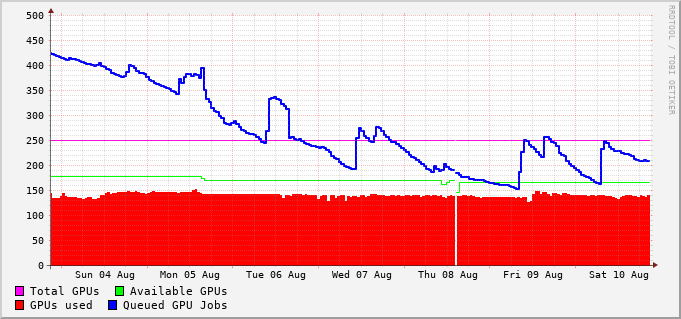 500
450
400
350
300
250
200
150
100
50
0
Sun 04 Aug Mon 05 Aug Tue 06 Aug Wed 07 Aug Thu 08 Aug Fri 09 Aug Sat 10 Aug
Total GPUs Available GPUs
GPUs used Queued GPU Jobs
RRDTOOL / TOBI OETIKER